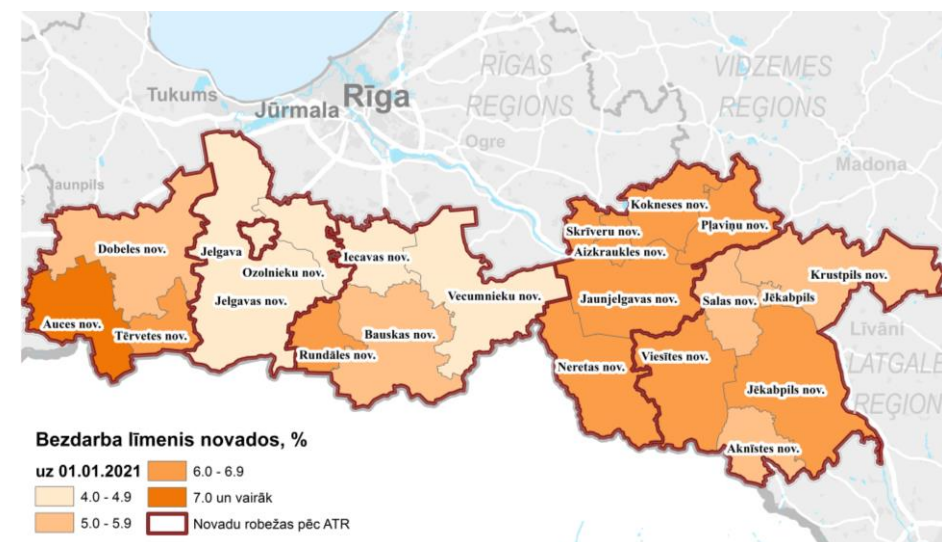 RĪGAS
REĢIONS
VIDZEMES
REĢIONS
Tukums
Rīga
Jūrmala
Ogre
Madona
aunpils
Kokneses nov.
Skrīveru nov.
Pļaviņu nov.
Dobeles nov.
Jelgava
Iecavas nov.
Aizkraukles nov.
Ozolnieku nov.
Krustpils nov.
Jelgavas nov.
Vecumnieku nov.
Jaunjelgavas nov.
Salas nov.
Jēkabpils
Auces nov.
Tērvetes nov.
Bauskas nov.
Līvāni
Rundāles nov.
Neretas nov.
Viesītes nov.
LATGALE
Jēkabpils nov.
REĢION
Aknīstes nov.
Bezdarba līmenis novados, %
uz 01.01.2021
6.0 - 6.9
4.0 - 4.9
7.0 un vairāk
5.0 - 5.9
Novadu robežas pēc ATR